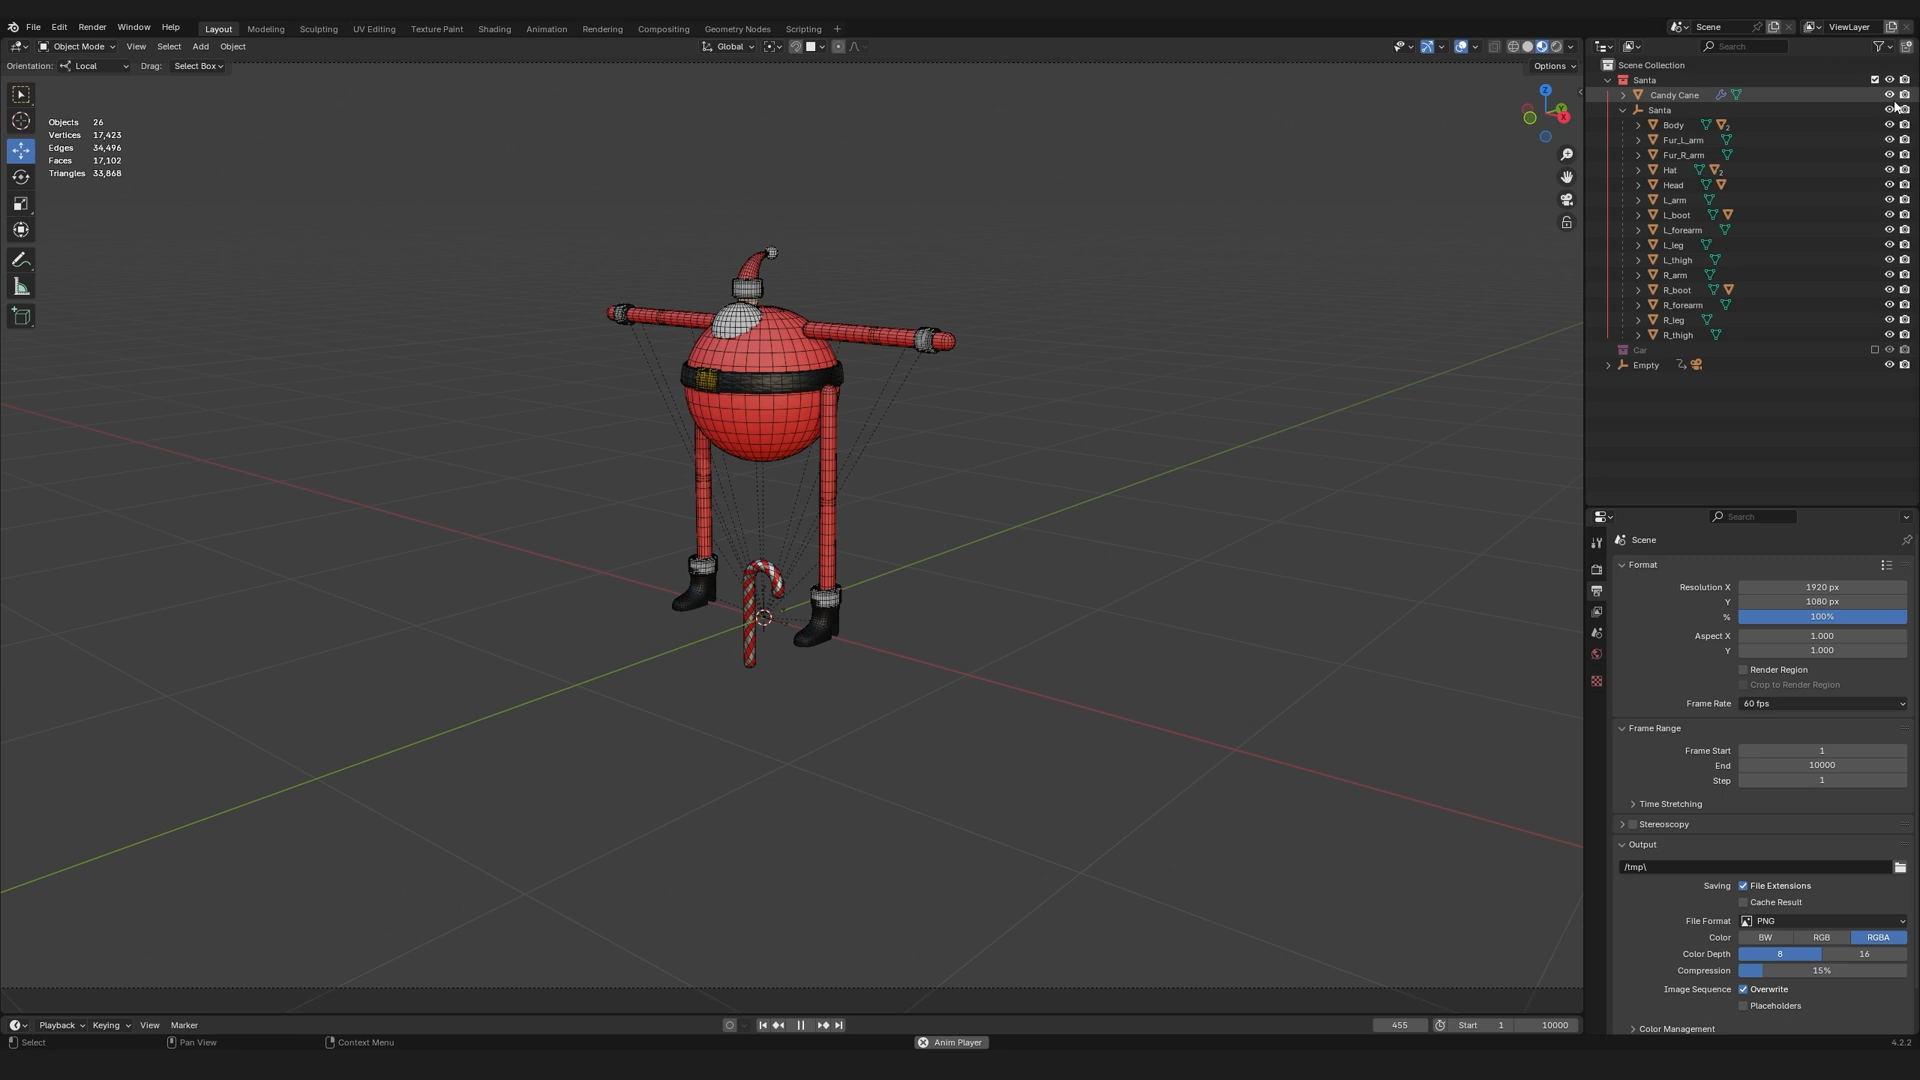 File Edit Render Window Help Layout Modeling Sculpting UV Editing Texture Paint Shading Animation Rendering Compositing Geometry Nodes Scripting + Scene ViewLayer
Object Mode View Select Add Object Global Search
Orientation: Local Drag: Select Box Options
Scene Collection
Santa
Candy Cane
Santa
Body 2
Fur_L_arm
Fur_R_arm
Hat 2
Head
L_arm
L_boot
L_forearm
L_leg
L_thigh
R_arm
R_boot
R_forearm
R_leg
R_thigh
Car
Empty
Objects 26
Vertices 17,423
Edges 34,496
Faces 17,102
Triangles 33,868
Z
X
Search
Scene
Format
Resolution X 1920 px
Y 1080 px
% 100%
Aspect X 1.000
Y 1.000
Render Region
Crop to Render Region
Frame Rate 60 fps
Frame Range
Frame Start 1
End 10000
Step 1
Time Stretching
Stereoscopy
Output
/tmp\
Saving File Extensions
Cache Result
File Format PNG
Color BW RGB RGBA
Color Depth 8 16
Compression 15%
Image Sequence Overwrite
Placeholders
Color Management
Playback Keying View Marker 455 Start 1 10000
Select Pan View Context Menu Anim Player 4.2.2